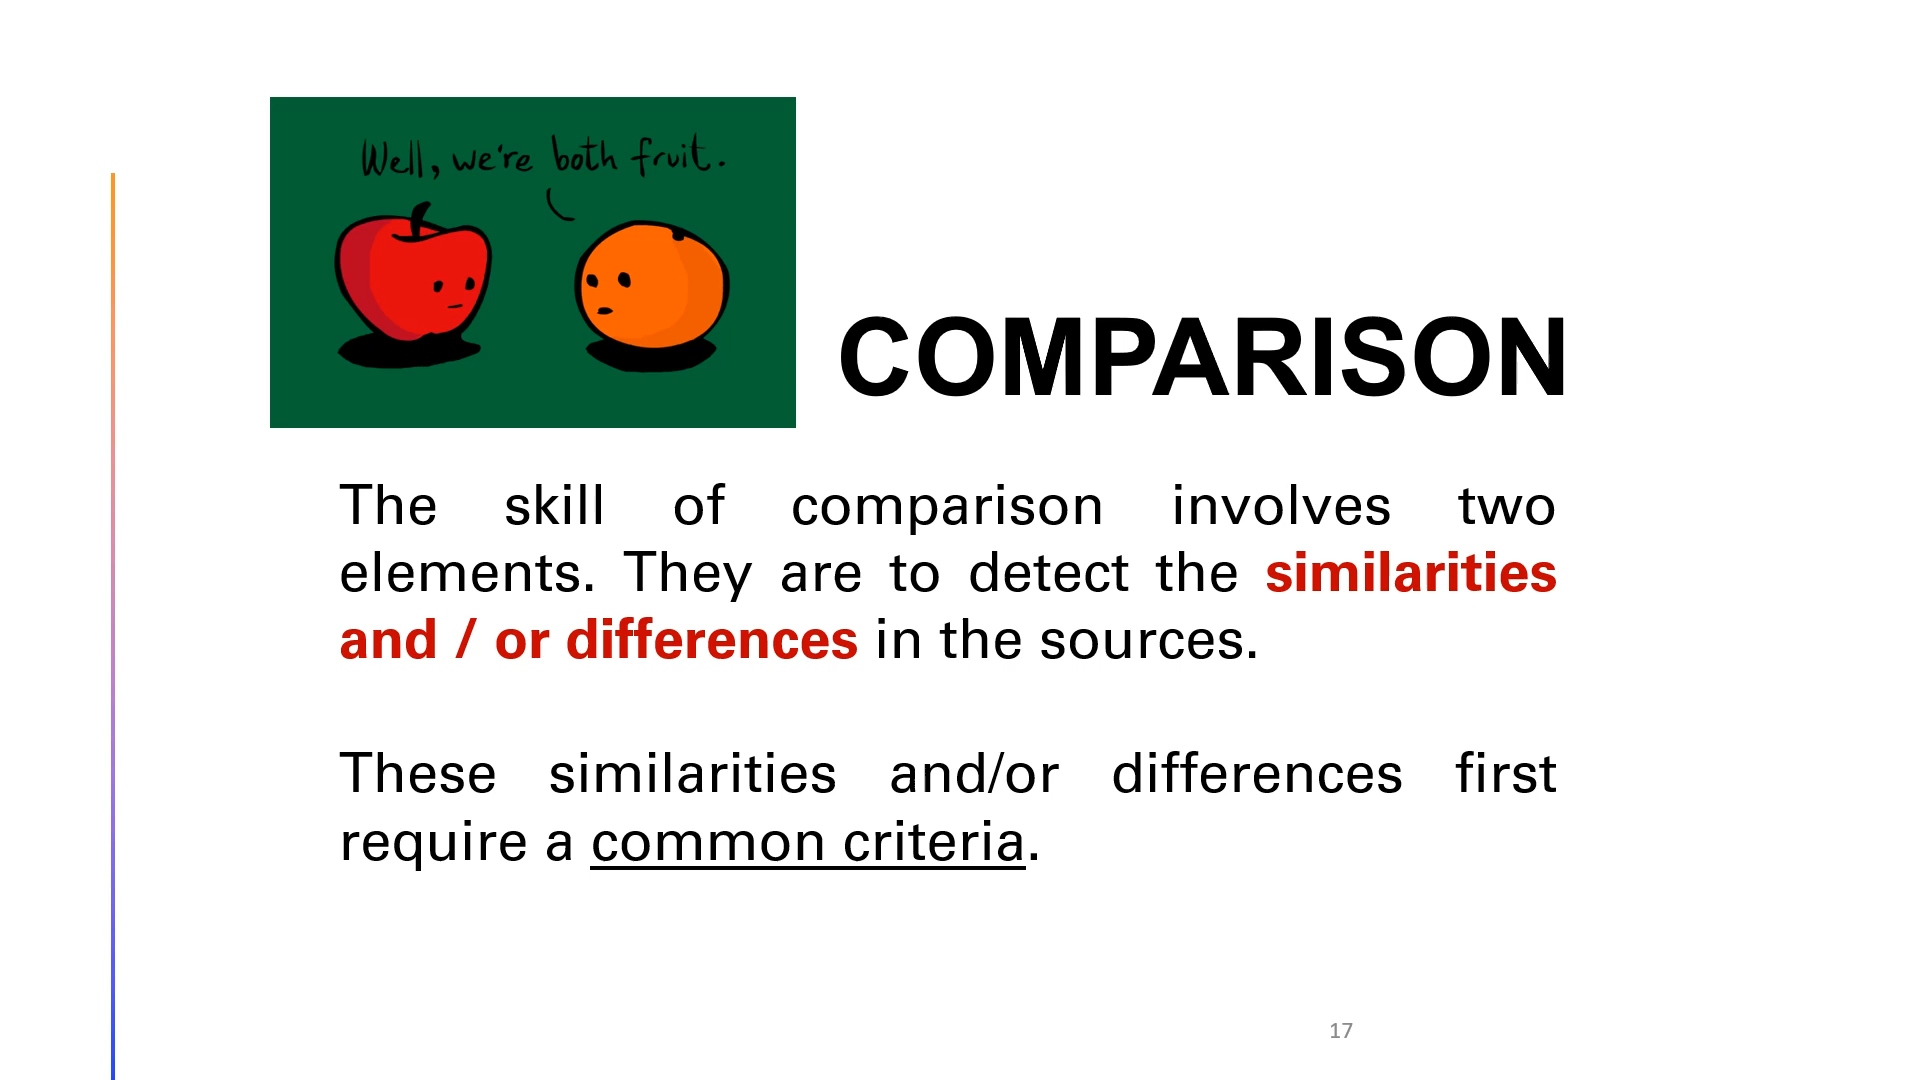 Well, we're both fruit.
COMPARISON
The skill of comparison involves two
elements. They are to detect the similarities
and / or differences in the sources.
These similarities and/or differences first
require a common criteria.
17